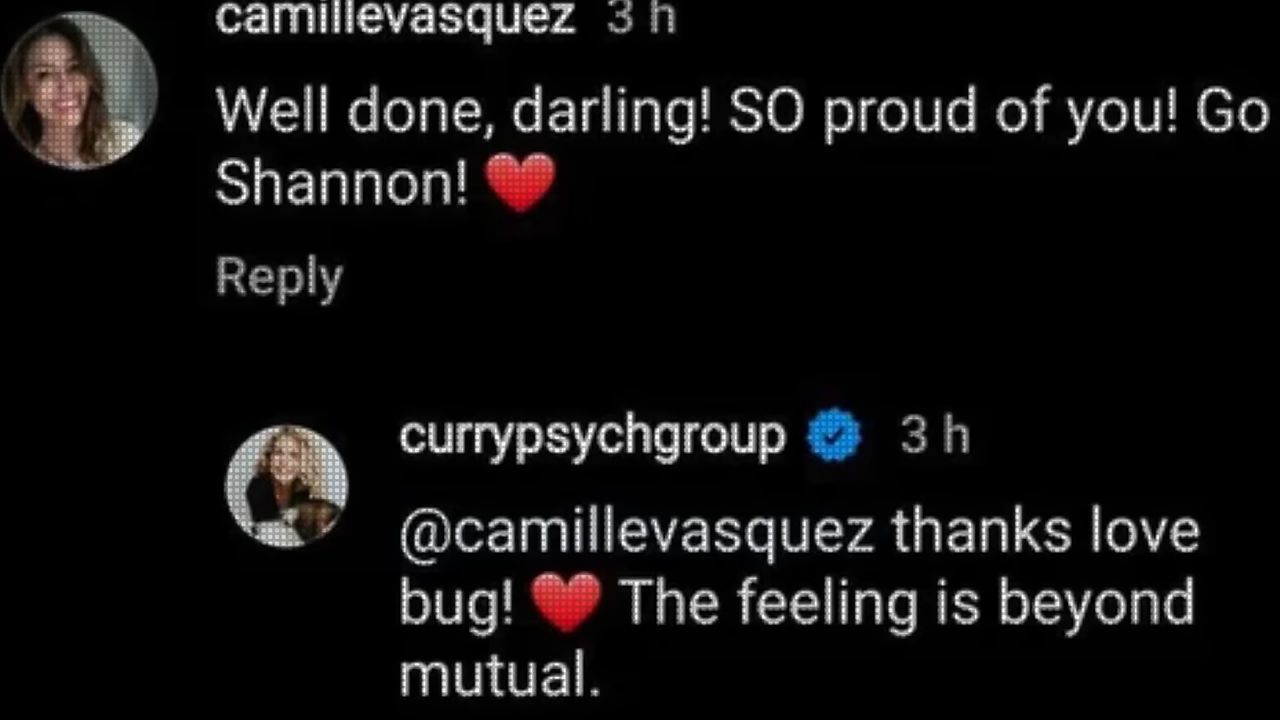 camillevasquez 3 h
Well done, darling! SO proud of you! Go
Shannon! ❤️
Reply
currypsychgroup 3 h
@camillevasquez thanks love
bug! ❤️ The feeling is beyond
mutual.